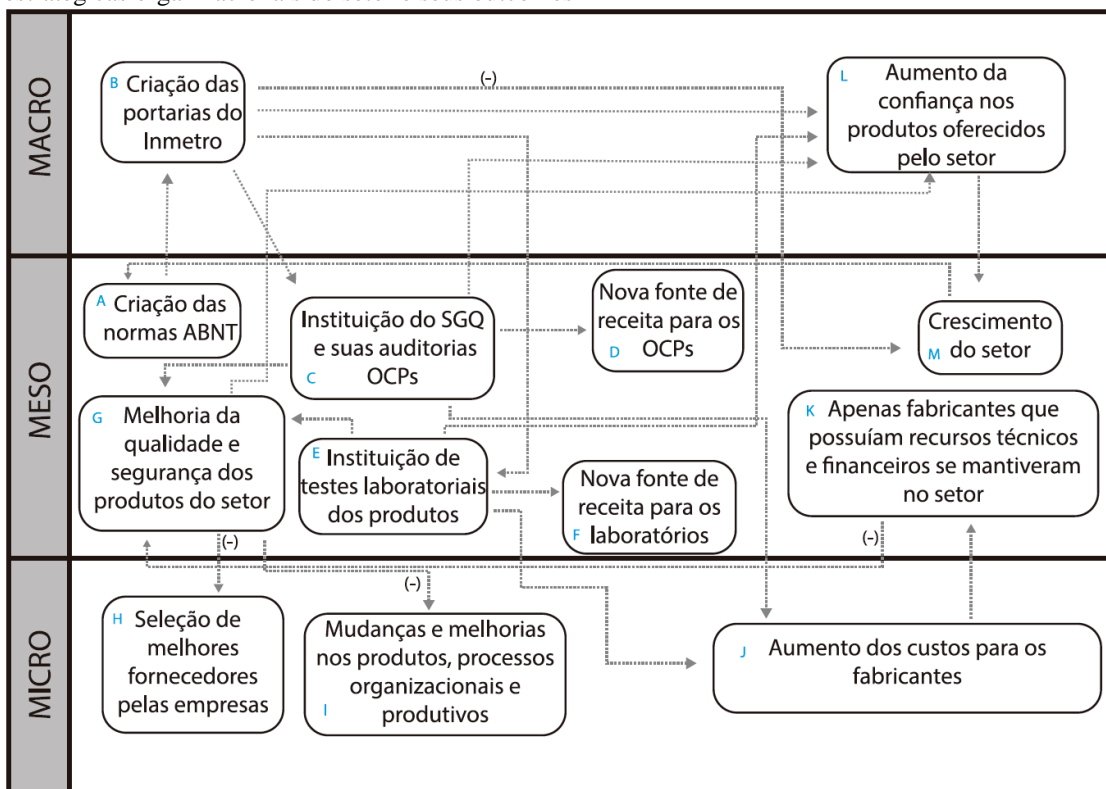 MACRO
B Criação das
portarias do
Inmetro
(-)
L Aumento da
confiança nos
produtos oferecidos
pelo setor
MESO
A Criação das
normas ABNT
Instituição do SGQ
e suas auditorias
C OCPs
Nova fonte de
receita para os
D OCPs
Crescimento
M do setor
G Melhoria da
qualidade e
segurança dos
produtos do setor
E Instituição de
testes laboratoriais
dos produtos
Nova fonte de
receita para os
F laboratórios
K Apenas fabricantes que
possuíam recursos técnicos
e financeiros se mantiveram
no setor
(-)
(-)
MICRO
(-)
H Seleção de
melhores
fornecedores
pelas empresas
Mudanças e melhorias
nos produtos, processos
organizacionais e
I produtivos
J Aumento dos custos para os
fabricantes